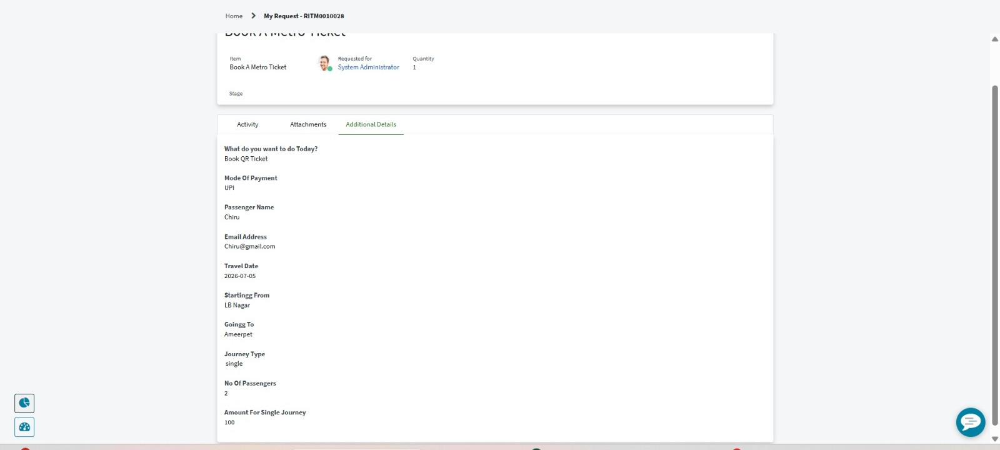 Home
My Request - RITM0010028
Book A Metro Ticket
Item
Book A Metro Ticket
Requested for
System Administrator
Quantity
1
Stage
Activity
Attachments
Additional Details
What do you want to do Today?
Book QR Ticket
Mode Of Payment
UPI
Passenger Name
Chiru
Email Address
Chiru@gmail.com
Travel Date
2026-07-05
Startingg From
LB Nagar
Goingg To
Ameerpet
Journey Type
single
No Of Passengers
2
Amount For Single Journey
100